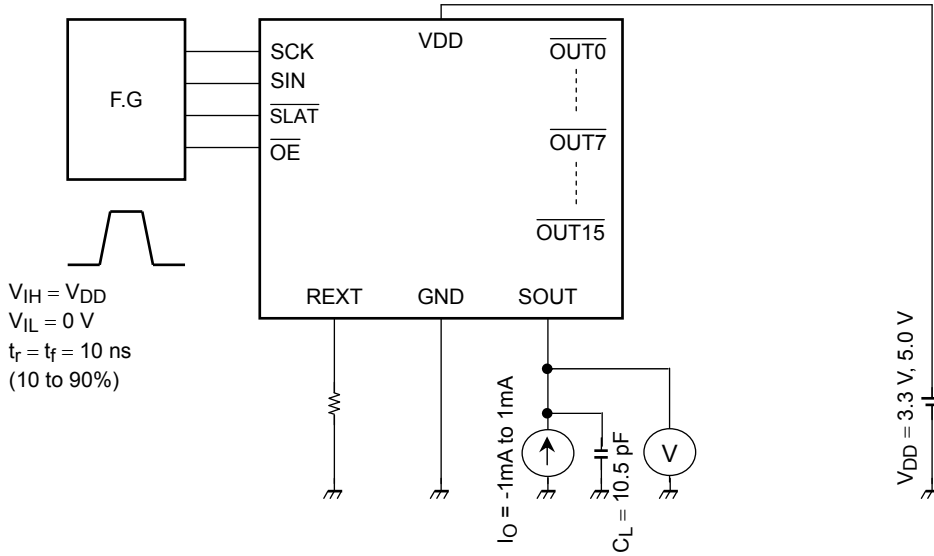 F.G
SCK
SIN
SLAT
OE
VDD
OUT0
OUT7
OUT15
REXT
GND
SOUT
VIH = VDD
VIL = 0 V
tr = tf = 10 ns
(10 to 90%)
IO = -1mA to 1mA
CL = 10.5 pF
V
VDD = 3.3 V, 5.0 V